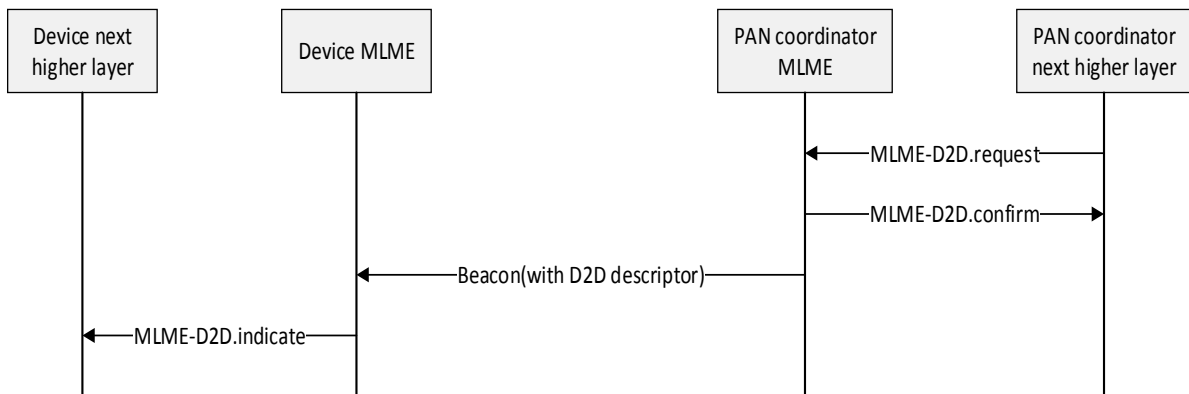 Device next
higher layer
Device MLME
PAN coordinator
MLME
PAN coordinator
next higher layer
MLME-D2D.request
MLME-D2D.confirm
Beacon(with D2D descriptor)
MLME-D2D.indicate